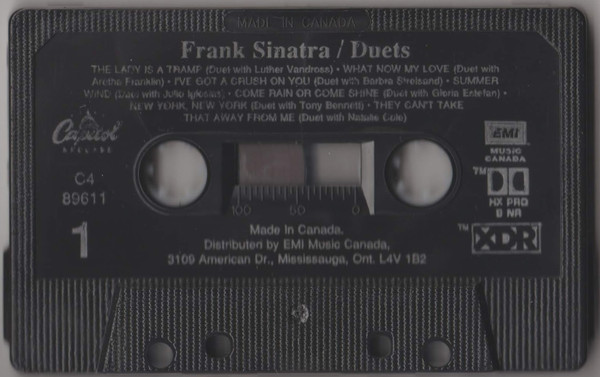 MADE IN CANADA
Frank Sinatra / Duets
THE LADY IS A TRAMP (Duet with Luther Vandross) • WHAT NOW MY LOVE (Duet with
Aretha Franklin) • I'VE GOT A CRUSH ON YOU (Duet with Barbra Streisand) • SUMMER
WIND (Duet with Julio Iglesias) • COME RAIN OR COME SHINE (Duet with Gloria Estefan) •
NEW YORK, NEW YORK (Duet with Tony Bennett) • THEY CAN'T TAKE
THAT AWAY FROM ME (Duet with Natalie Cole)
Capitol
RECORDS
EMI
MUSIC
CANADA
C4
89611
TM
HX PRO
B NR
1
100 50 0
TM XDR
Made In Canada.
Distributed by EMI Music Canada,
3109 American Dr., Mississauga, Ont. L4V 1B2